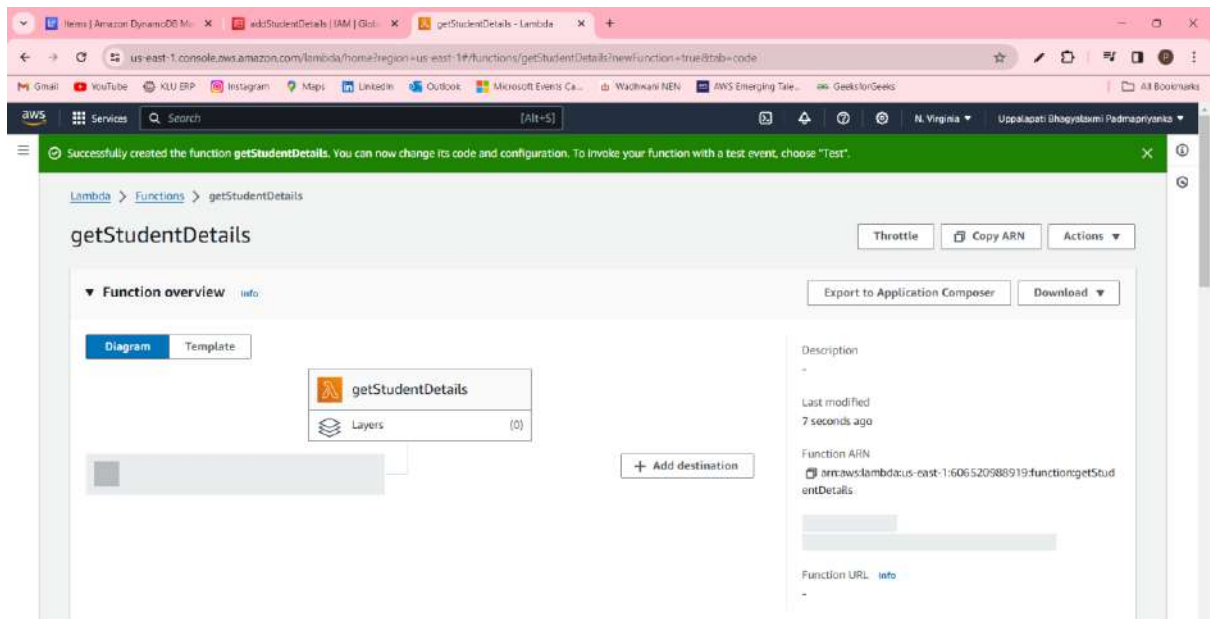 Items | Amazon DynamoDB Ma
addStudentDetails | IAM | Glob
getStudentDetails - Lambda
us-east-1.console.aws.amazon.com/lambda/home?region=us-east-1#/functions/getStudentDetails?newFunction=true&tab=code
Gmail YouTube KLU ERP Instagram Maps LinkedIn Outlook Microsoft Events Ca... Wadhwani NEN AWS Emerging Tale... GeeksforGeeks All Bookmarks
aws Services Search [Alt+S] N. Virginia Uppalapati Bhagyalaxmi Padmapriyanka
Successfully created the function getStudentDetails. You can now change its code and configuration. To invoke your function with a test event, choose "Test".
Lambda > Functions > getStudentDetails
getStudentDetails
Throttle Copy ARN Actions
Function overview Info
Export to Application Composer Download
Diagram Template
getStudentDetails
Layers (0)
+ Add destination
Description
-
Last modified
7 seconds ago
Function ARN
arn:aws:lambda:us-east-1:606520988919:function:getStud
entDetails
Function URL Info
-